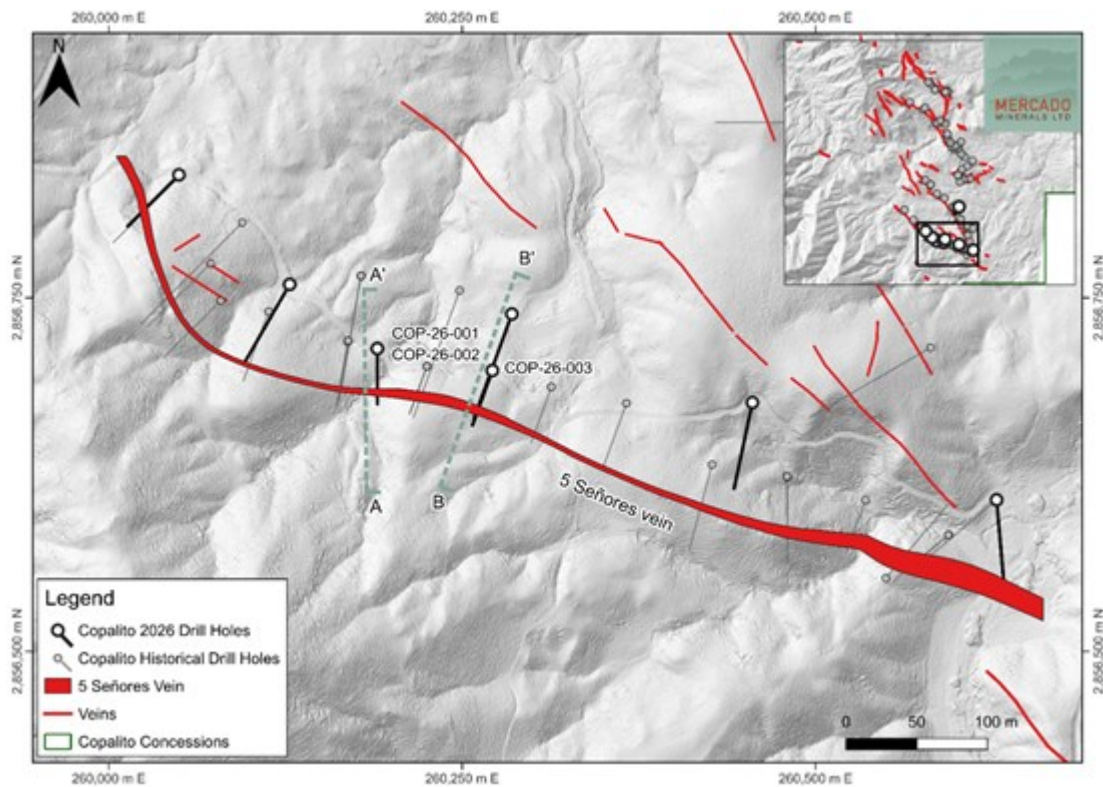 260,000 m E
260,250 m E
260,500 m E
N
MERCADO
MINERALS LTD
2,856,750 m N
2,856,750 m N
A'
B'
COP-26-001
COP-26-002
COP-26-003
A
B
5 Señores vein
Legend
Copalito 2026 Drill Holes
Copalito Historical Drill Holes
5 Señores Vein
Veins
Copalito Concessions
2,856,500 m N
2,856,500 m N
0
50
100 m
260,000 m E
260,250 m E
260,500 m E